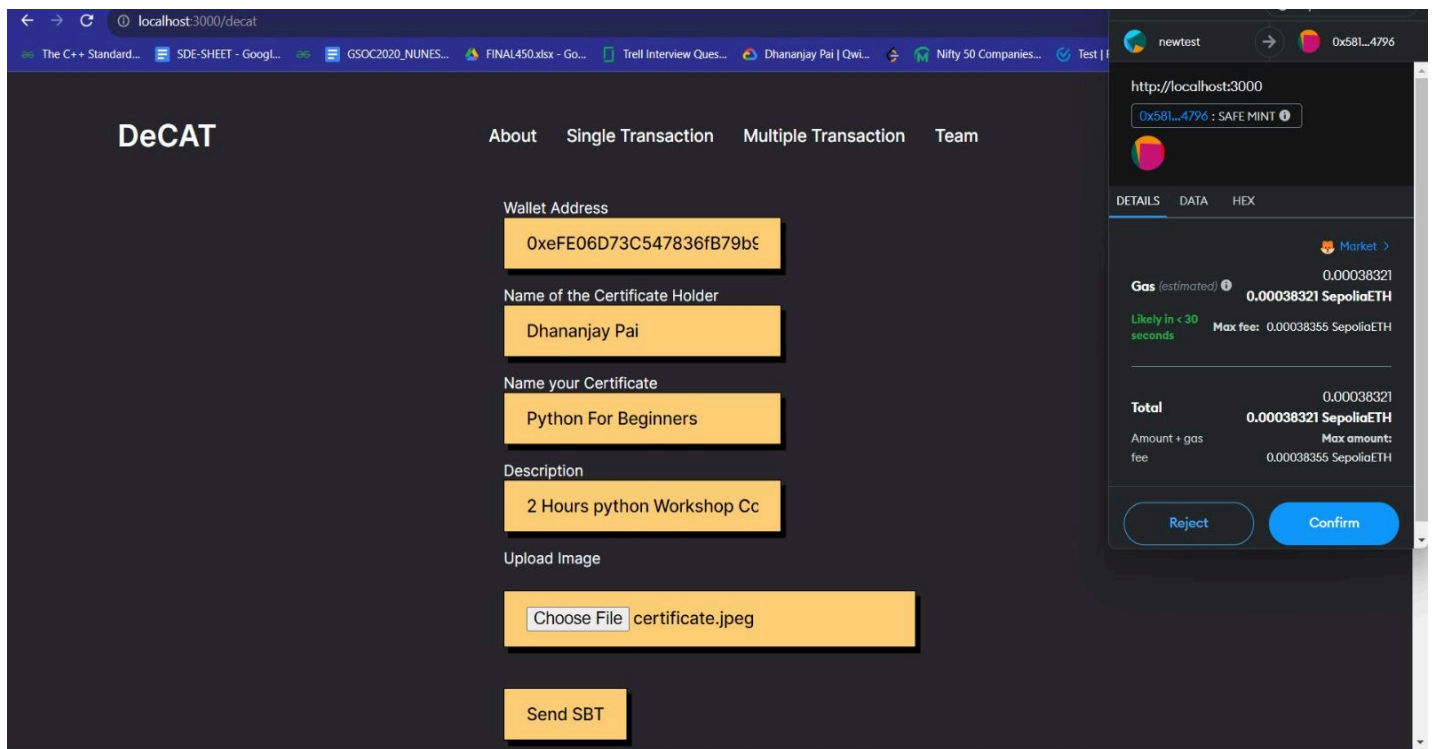 localhost:3000/decat
The C++ Standard... SDE-SHEET - Googl... GSOC2020_NUNES... FINAL450.xlsx - Go... Trell Interview Ques... Dhananjay Pai | Qwi... Nifty 50 Companies... Test |
DeCAT
About Single Transaction Multiple Transaction Team
Wallet Address
0xeFE06D73C547836fB79b9
Name of the Certificate Holder
Dhananjay Pai
Name your Certificate
Python For Beginners
Description
2 Hours python Workshop Cc
Upload Image
Choose File certificate.jpeg
Send SBT
newtest 0x581...4796
http://localhost:3000
0x581...4796 : SAFE MINT
DETAILS DATA HEX
Market >
0.00038321
Gas (estimated) 0.00038321 SepoliaETH
Likely in < 30
seconds
Max fee: 0.00038355 SepoliaETH
0.00038321
Total
0.00038321 SepoliaETH
Amount + gas
fee
Max amount:
0.00038355 SepoliaETH
Reject Confirm